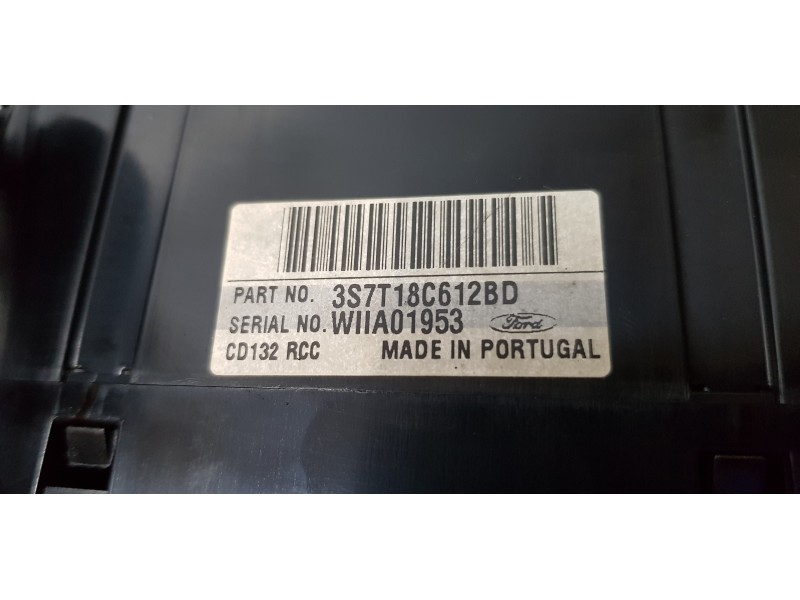 PART NO. 3S7T18C612BD
SERIAL NO. WIIA01953 Ford
CD132 RCC MADE IN PORTUGAL